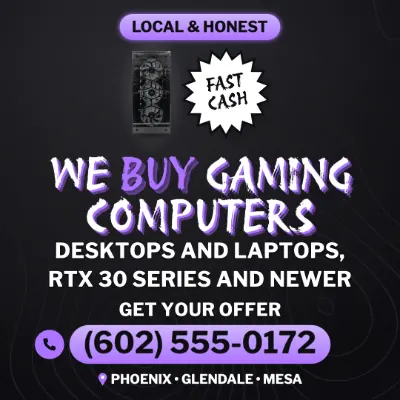 LOCAL & HONEST
FAST
CASH
WE BUY GAMING
COMPUTERS
DESKTOPS AND LAPTOPS,
RTX 30 SERIES AND NEWER
GET YOUR OFFER
(602) 555-0172
PHOENIX • GLENDALE • MESA